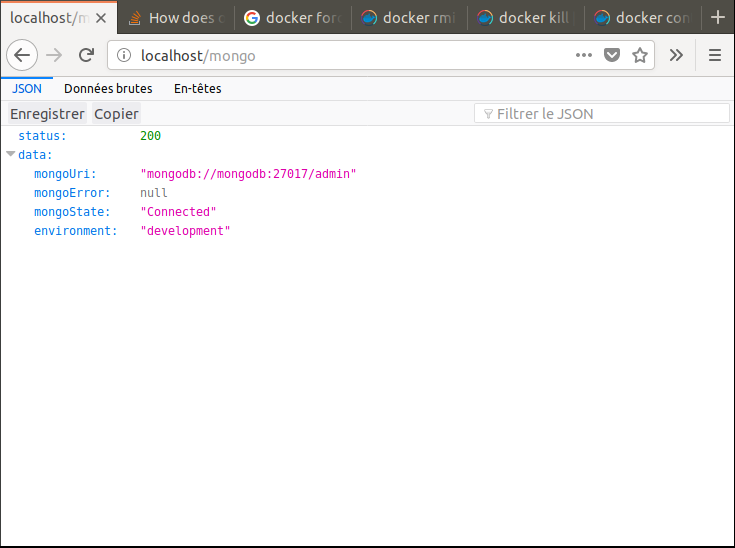 localhost/m How does docker for docker rmi docker kill docker con
localhost/mongo
JSON Données brutes En-têtes
Enregistrer Copier Filtrer le JSON
status: 200
data:
mongoUri: "mongodb://mongodb:27017/admin"
mongoError: null
mongoState: "Connected"
environment: "development"